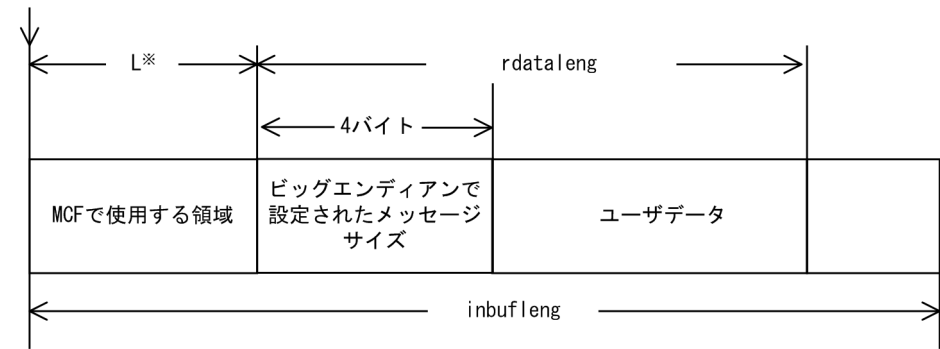 L※
rdataleng
4バイト
MCFで使用する領域
ビッグエンディアンで
設定されたメッセージ
サイズ
ユーザデータ
inbufleng